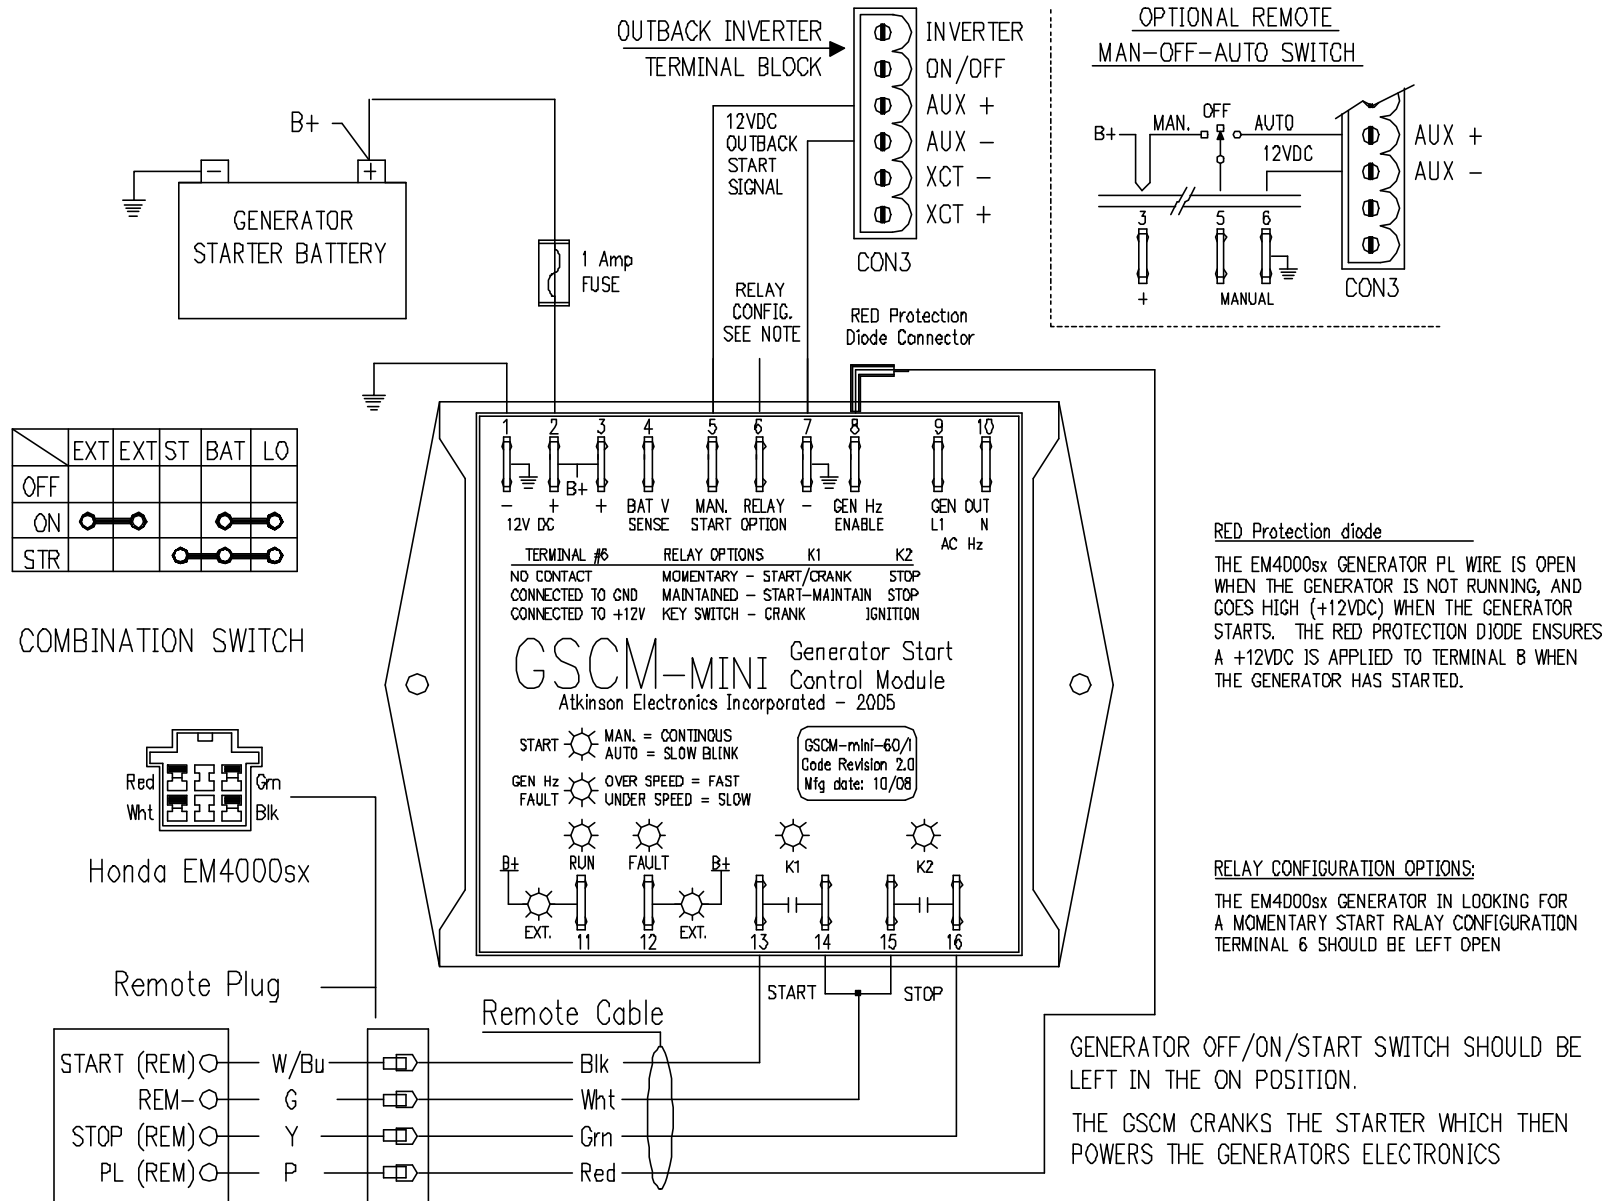 OUTBACK INVERTER
TERMINAL BLOCK
INVERTER
ON/OFF
AUX +
AUX -
XCT -
XCT +
CON3
OPTIONAL REMOTE
MAN-OFF-AUTO SWITCH
B+
MAN.
OFF
AUTO
12VDC
AUX +
AUX -
3 5 6
+ MANUAL
CON3
B+
- +
GENERATOR
STARTER BATTERY
1 Amp
FUSE
12VDC
OUTBACK
START
SIGNAL
RELAY
CONFIG.
SEE NOTE
RED Protection
Diode Connector
EXT EXT ST BAT LO
OFF
ON
STR
COMBINATION SWITCH
1 2 3 4 5 6 7 8 9 10
B+
- + + BAT V MAN. RELAY - GEN Hz GEN OUT
12V DC SENSE START OPTION ENABLE L1 N
AC Hz
TERMINAL #6 RELAY OPTIONS K1 K2
NO CONTACT MOMENTARY - START/CRANK STOP
CONNECTED TO GND MAINTAINED - START-MAINTAIN STOP
CONNECTED TO +12V KEY SWITCH - CRANK IGNITION
GSCM-MINI
Generator Start
Control Module
Atkinson Electronics Incorporated - 2005
START
MAN. = CONTINOUS
AUTO = SLOW BLINK
GEN Hz
FAULT
OVER SPEED = FAST
UNDER SPEED = SLOW
GSCM-mini-60/1
Code Revision 2.0
Mfg date: 10/08
B+ RUN FAULT B+ K1 K2
EXT. 11 12 EXT. 13 14 15 16
START STOP
RED Protection diode
THE EM4000sx GENERATOR PL WIRE IS OPEN
WHEN THE GENERATOR IS NOT RUNNING, AND
GOES HIGH (+12VDC) WHEN THE GENERATOR
STARTS. THE RED PROTECTION DIODE ENSURES
A +12VDC IS APPLIED TO TERMINAL 8 WHEN
THE GENERATOR HAS STARTED.
RELAY CONFIGURATION OPTIONS:
THE EM4000sx GENERATOR IN LOOKING FOR
A MOMENTARY START RALAY CONFIGURATION
TERMINAL 6 SHOULD BE LEFT OPEN
Red Grn
Wht Blk
Honda EM4000sx
Remote Plug
Remote Cable
START (REM) W/Bu Blk
REM- G Wht
STOP (REM) Y Grn
PL (REM) P Red
GENERATOR OFF/ON/START SWITCH SHOULD BE
LEFT IN THE ON POSITION.
THE GSCM CRANKS THE STARTER WHICH THEN
POWERS THE GENERATORS ELECTRONICS